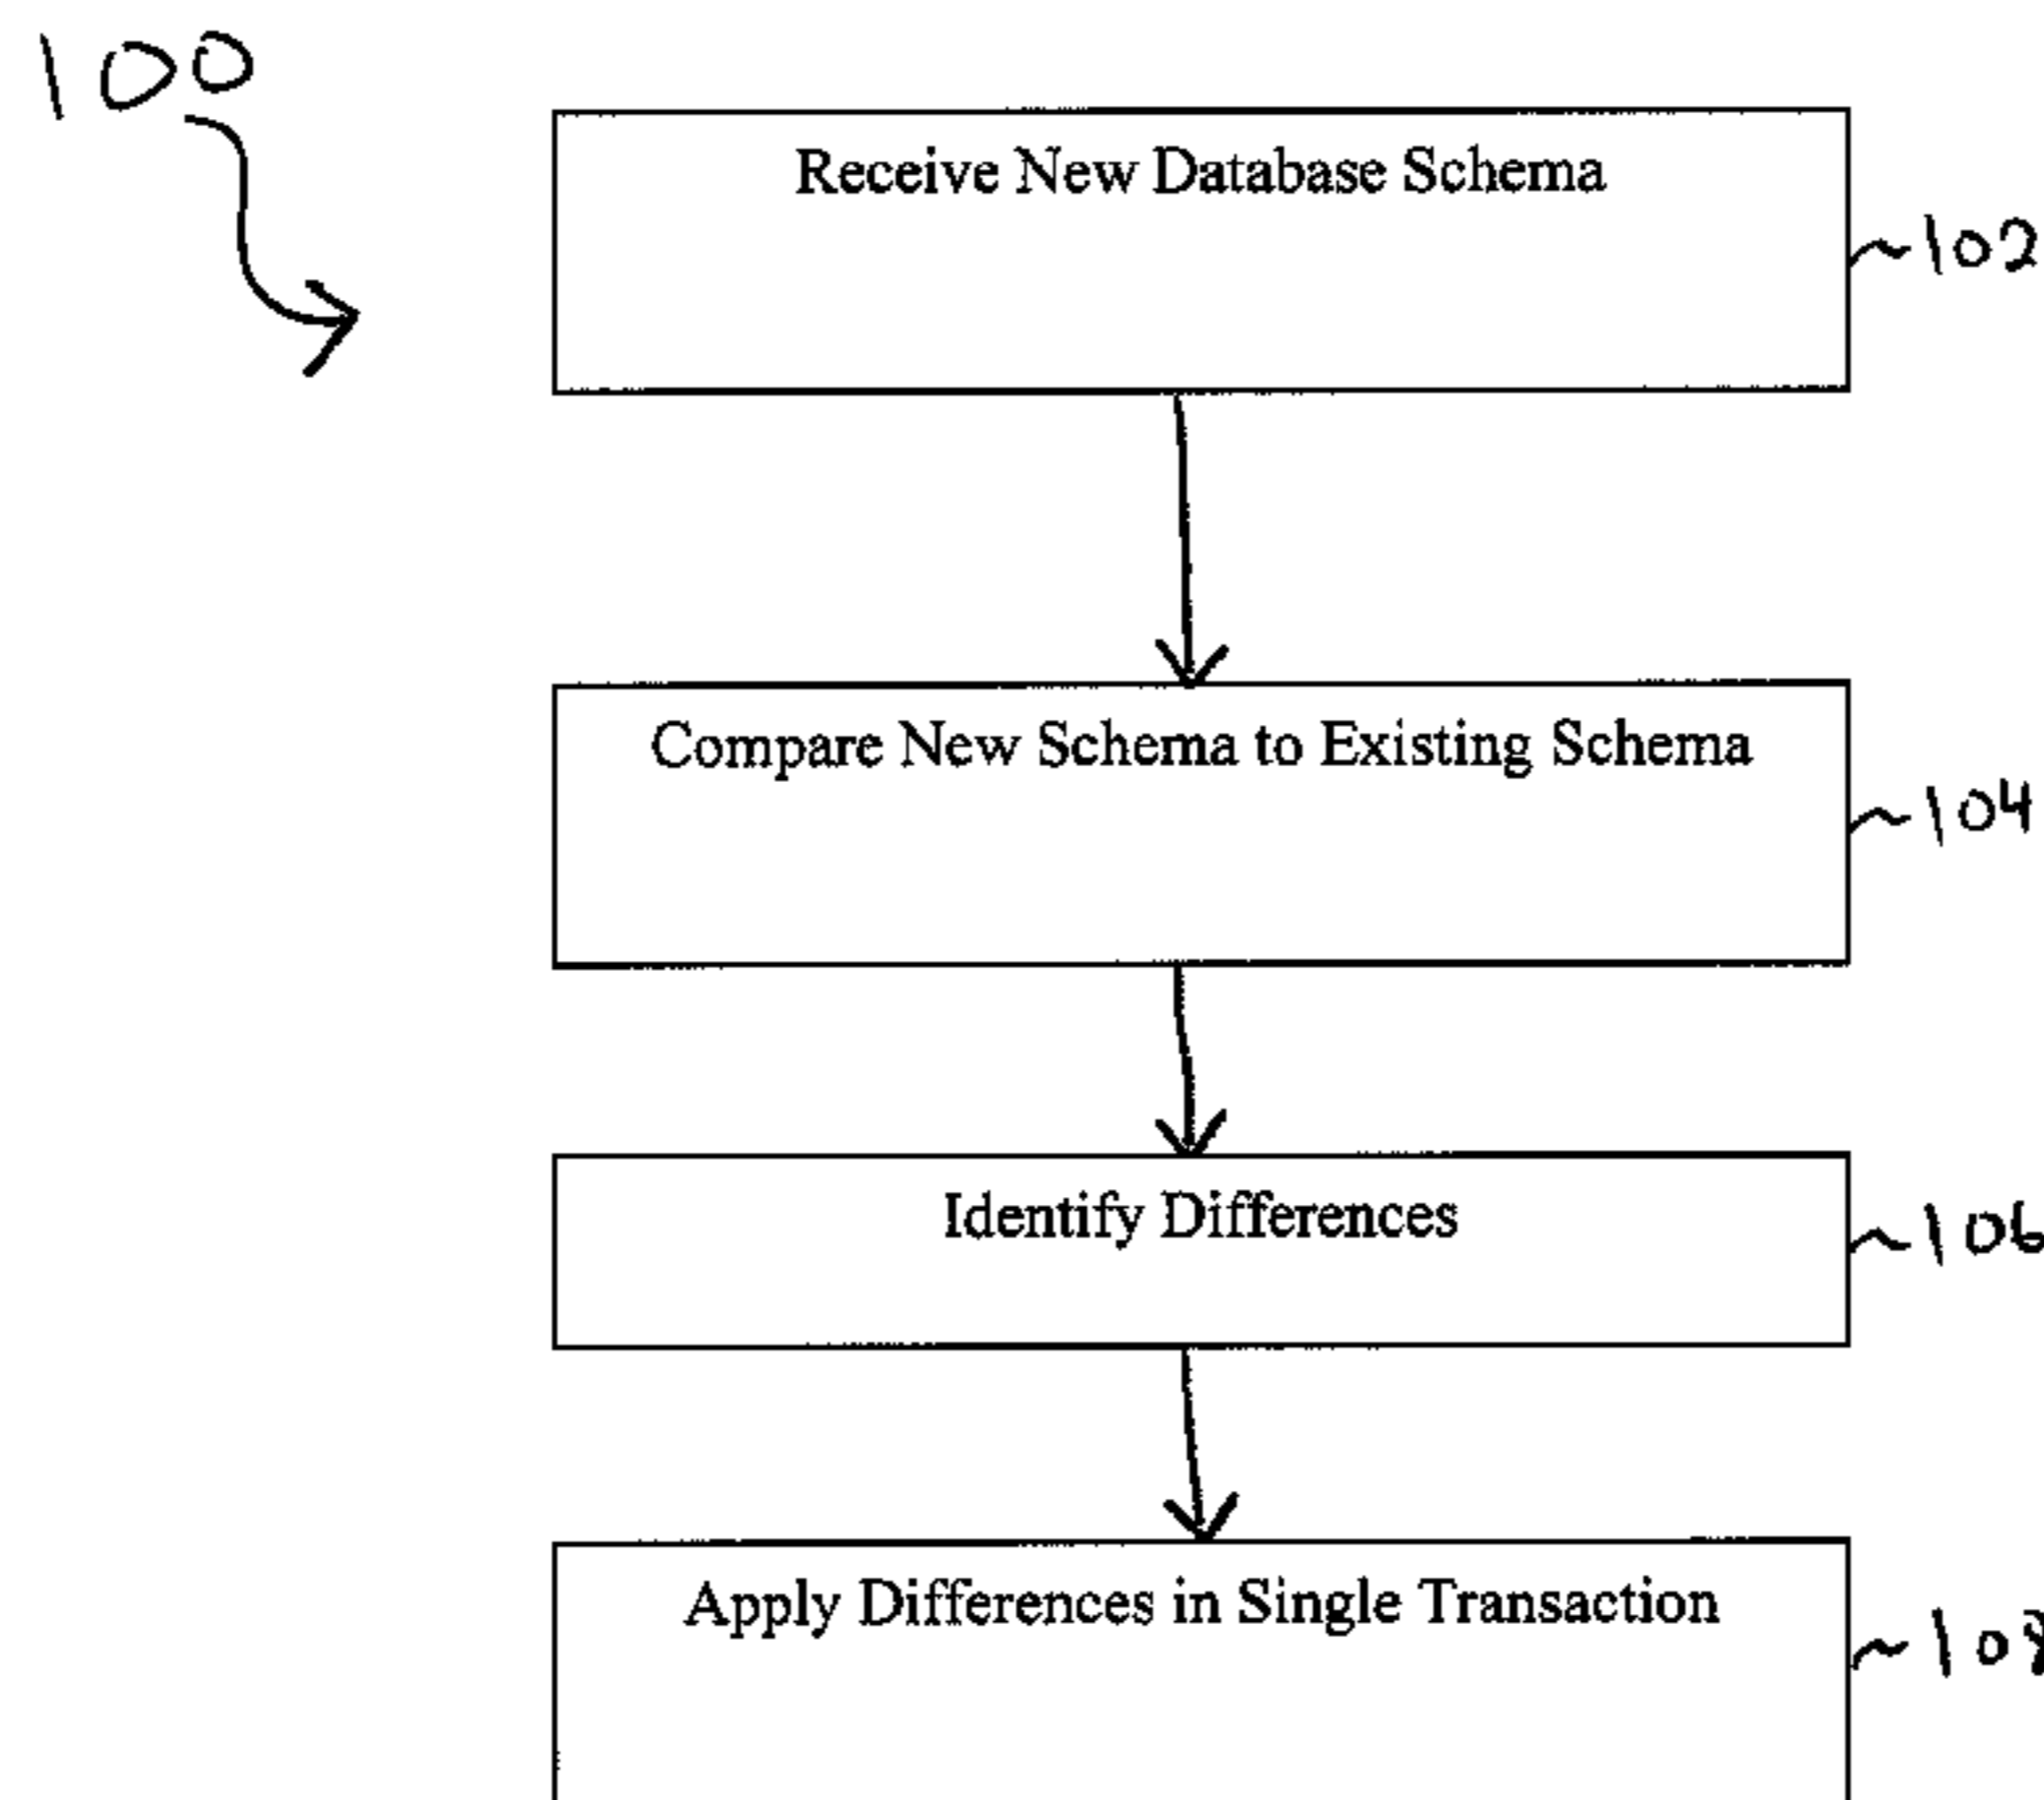 100
Receive New Database Schema
~102
Compare New Schema to Existing Schema
~104
Identify Differences
~106
Apply Differences in Single Transaction
~108